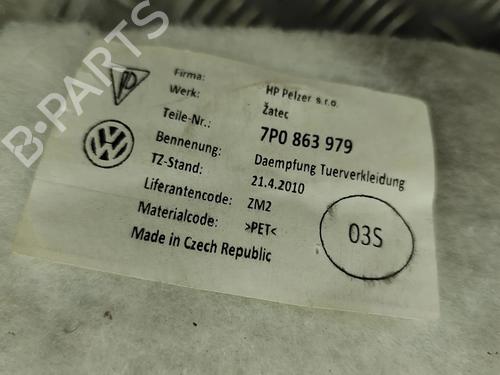 Firma: HP Pelzer s.r.o.
Werk: Žatec
Teile-Nr.: 7P0 863 979
Bennenung: Daempfung Tuerverkleidung
TZ-Stand: 21.4.2010
Liferantencode: ZM2
Materialcode: >PET<
Made in Czech Republic
03S
B-PARTS